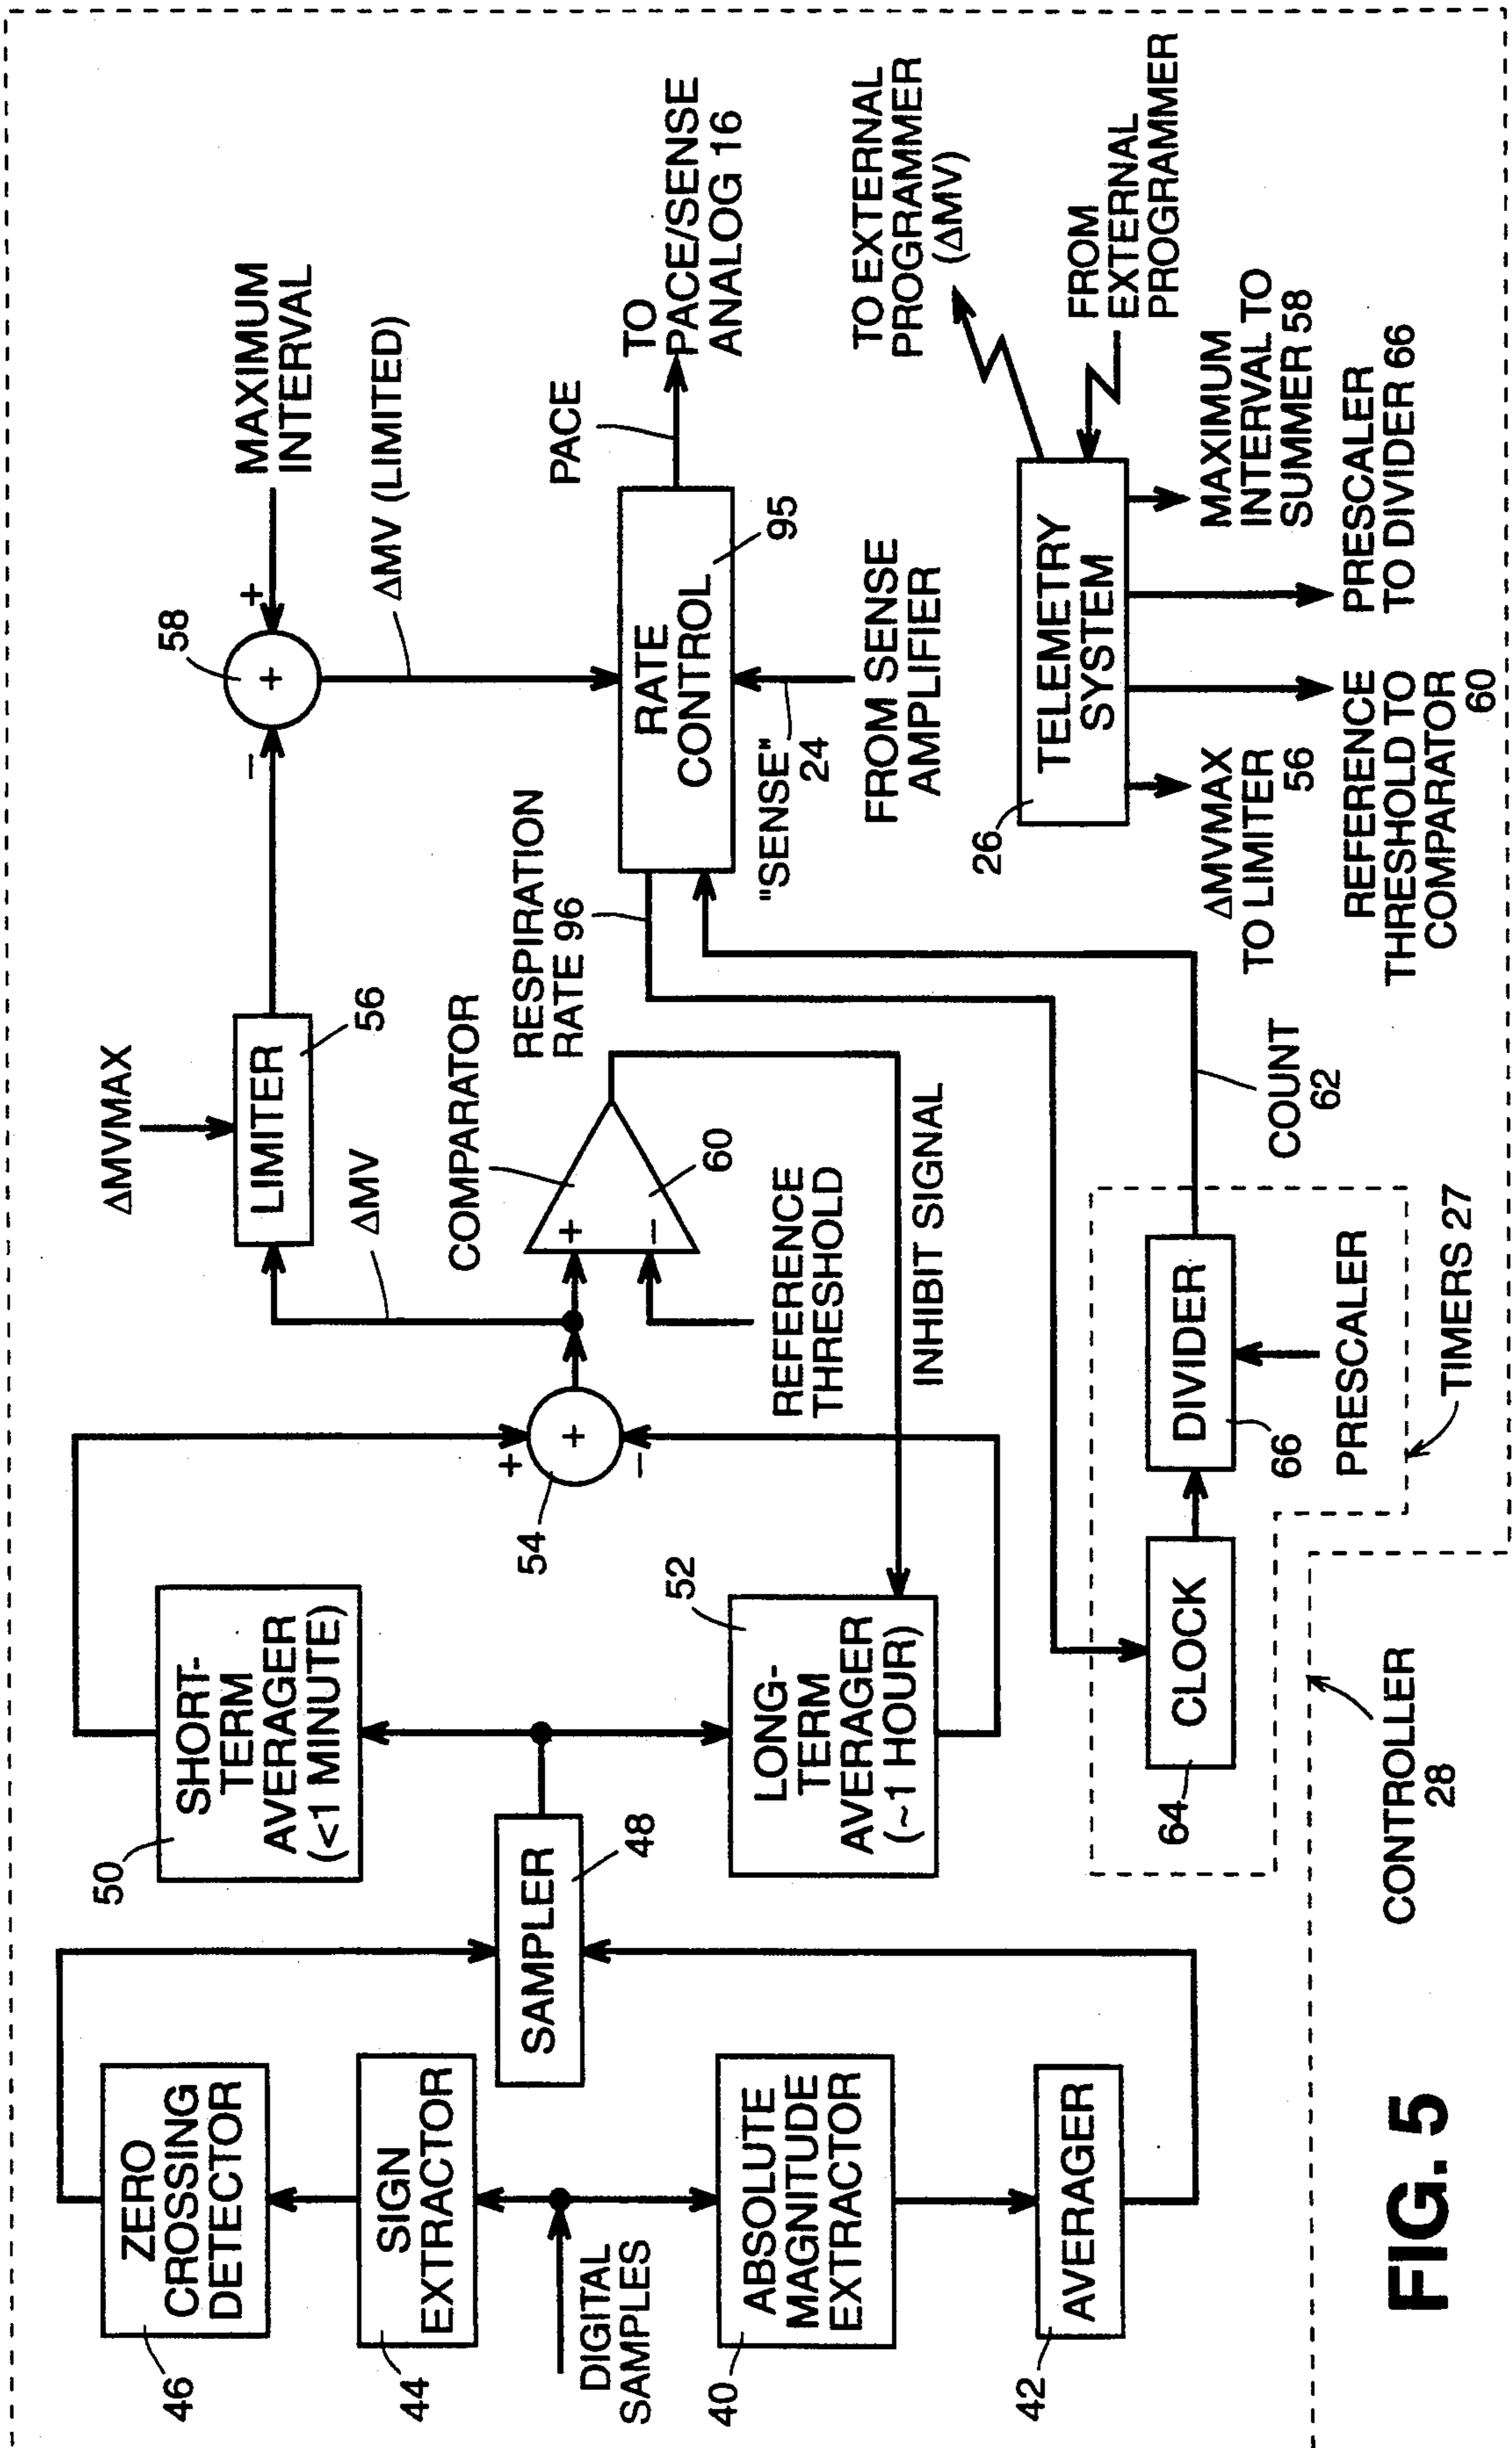 46
ZERO
CROSSING
DETECTOR
44
SIGN
EXTRACTOR
DIGITAL
SAMPLES
40
ABSOLUTE
MAGNITUDE
EXTRACTOR
42
AVERAGER
SAMPLER
48
50
SHORT-
TERM
AVERAGER
(<1 MINUTE)
52
LONG-
TERM
AVERAGER
(~1 HOUR)
54
+
+
−
ΔMV
ΔMVMAX
LIMITER
56
COMPARATOR
+
−
60
REFERENCE
THRESHOLD
INHIBIT SIGNAL
58
−
+
+
MAXIMUM
INTERVAL
ΔMV (LIMITED)
RESPIRATION
RATE 96
RATE
CONTROL
95
PACE
TO
PACE/SENSE
ANALOG 16
"SENSE"
24
FROM SENSE
AMPLIFIER
64
CLOCK
DIVIDER
66
PRESCALER
TIMERS 27
COUNT
62
26
TELEMETRY
SYSTEM
TO EXTERNAL
PROGRAMMER
(ΔMV)
FROM
EXTERNAL
PROGRAMMER
ΔMVMAX
TO LIMITER
56
REFERENCE
THRESHOLD TO
COMPARATOR
60
PRESCALER
TO DIVIDER 66
MAXIMUM
INTERVAL TO
SUMMER 58
CONTROLLER
28
FIG. 5